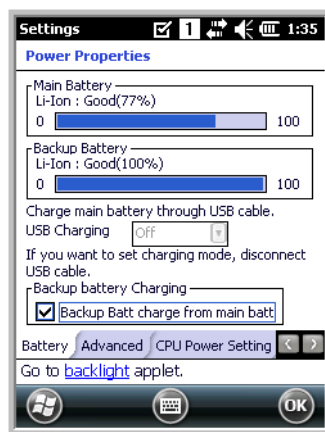 Settings 1 1:35
Power Properties
Main Battery
Li-Ion : Good(77%)
0 100
Backup Battery
Li-Ion : Good(100%)
0 100
Charge main battery through USB cable.
USB Charging Off
If you want to set charging mode, disconnect
USB cable.
Backup battery Charging
Backup Batt charge from main batt
Battery Advanced CPU Power Setting
Go to backlight applet.
OK